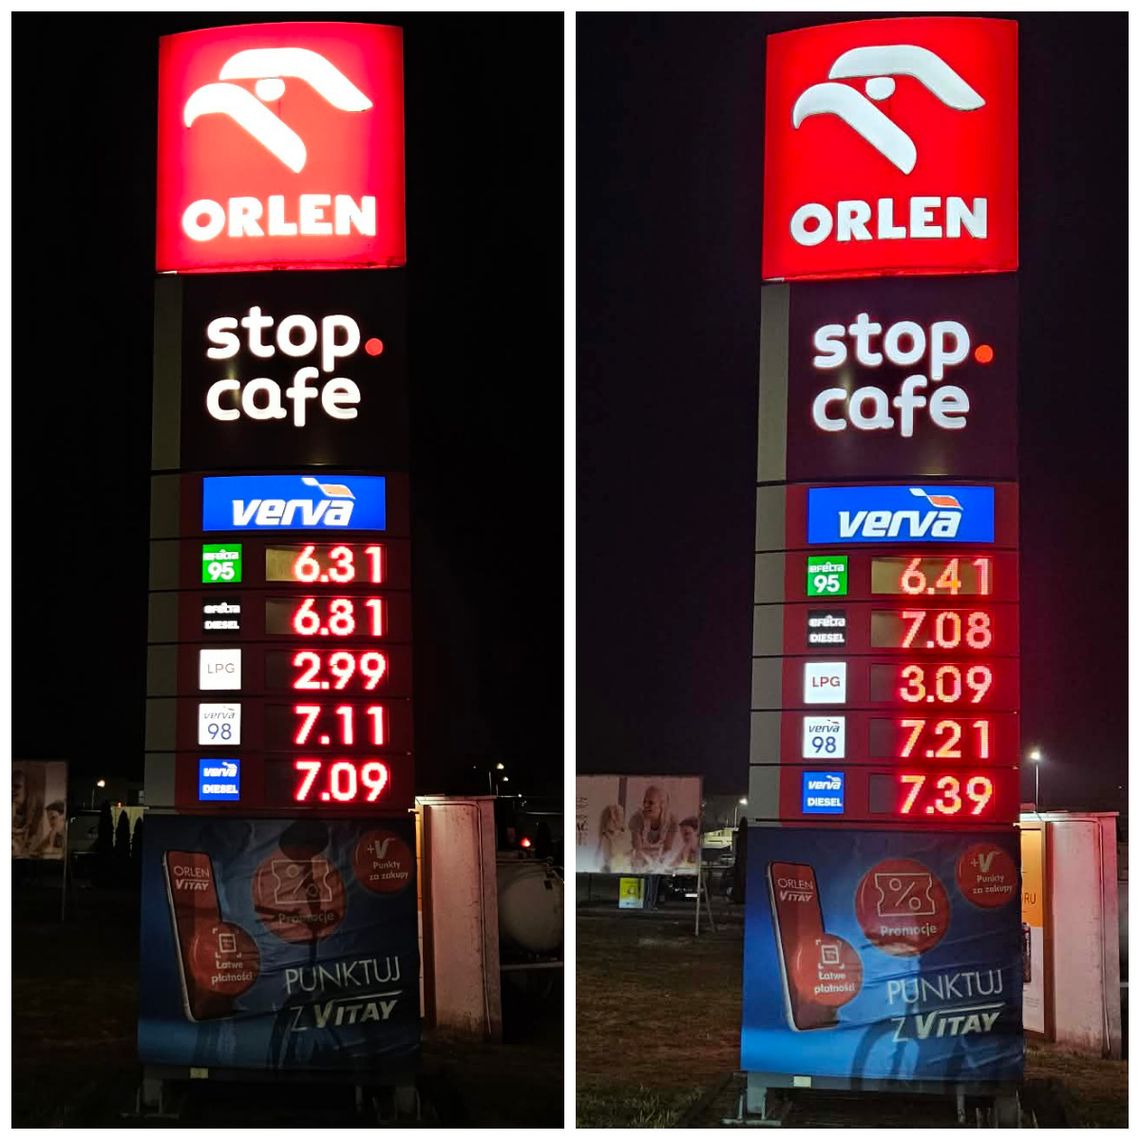 ORLEN
stop.
cafe
verva
EFECTA
95
6.31
EFECTA
DIESEL
6.81
LPG
2.99
verva
98
7.11
verva
DIESEL
7.09
ORLEN
VITAY
Promocje
+V
Punkty
za zakupy
Łatwe
płatności
PUNKTUJ
Z VITAY
ORLEN
stop.
cafe
verva
EFECTA
95
6.41
EFECTA
DIESEL
7.08
LPG
3.09
verva
98
7.21
verva
DIESEL
7.39
ORLEN
VITAY
%
Promocje
+V
Punkty
za zakupy
Łatwe
płatności
PUNKTUJ
Z VITAY